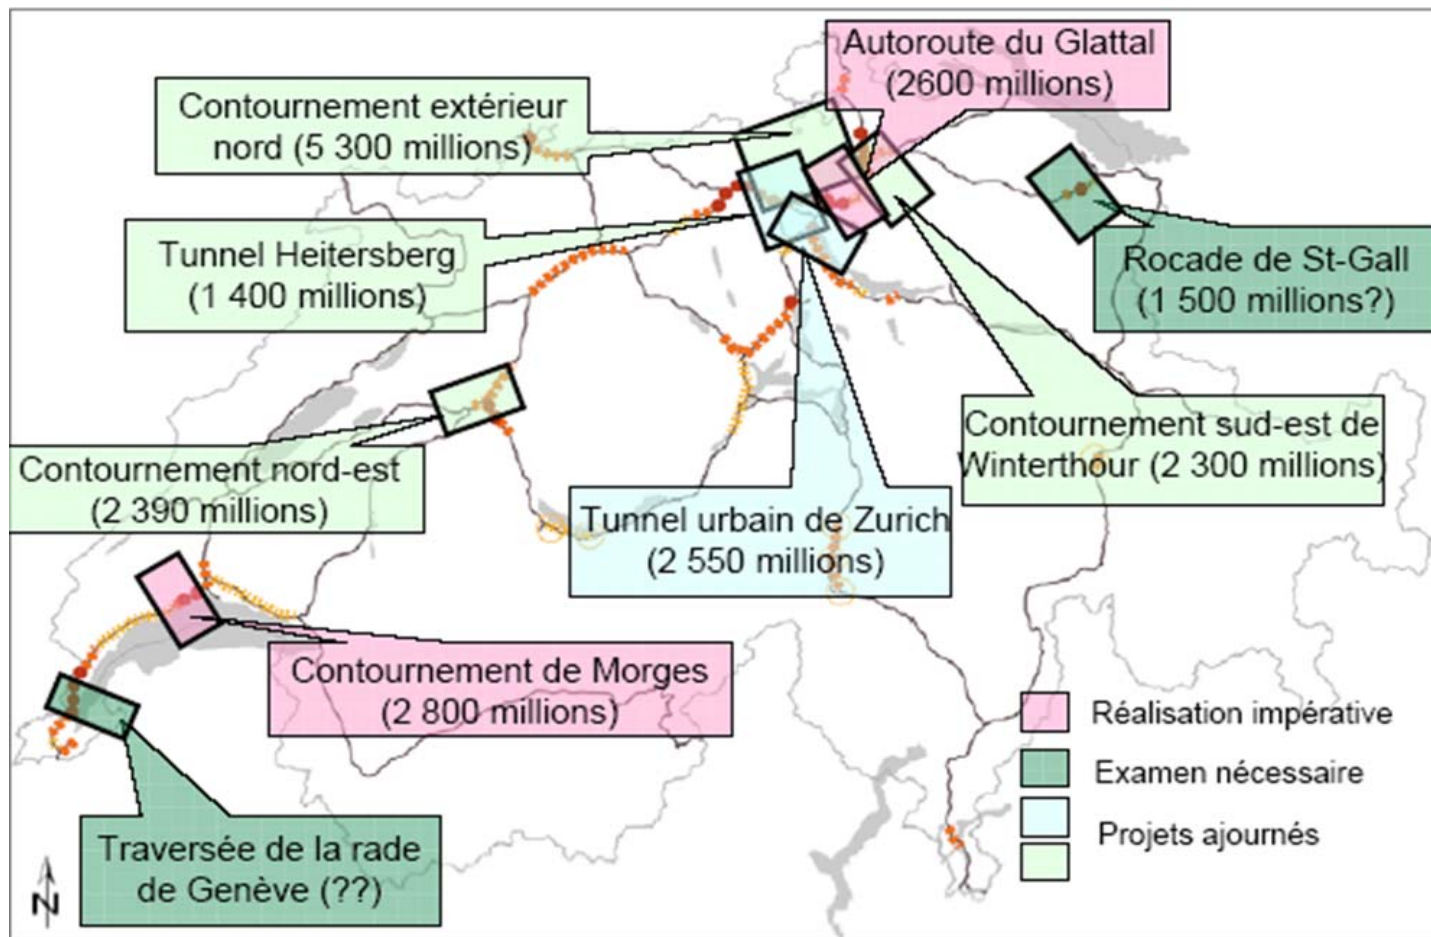 Autoroute du Glattal
(2600 millions)
Contournement extérieur
nord (5 300 millions)
Tunnel Heitersberg
(1 400 millions)
Rocade de St-Gall
(1 500 millions?)
Contournement sud-est de
Winterthour (2 300 millions)
Contournement nord-est
(2 390 millions)
Tunnel urbain de Zurich
(2 550 millions)
Contournement de Morges
(2 800 millions)
Traversée de la rade
de Genève (??)
Réalisation impérative
Examen nécessaire
Projets ajournés
N